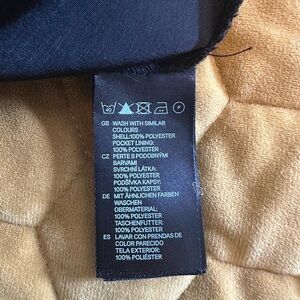 40 P
GB WASH WITH SIMILAR
COLOURS
SHELL:100% POLYESTER
POCKET LINING:
100% POLYESTER
CZ PERTE S PODOBNÝMI
BARVAMI
SVRCHNÍ LÁTKA:
100% POLYESTER
PODŠÍVKA KAPSY:
100% POLYESTER
DE MIT ÄHNLICHEN FARBEN
WASCHEN
OBERMATERIAL:
100% POLYESTER
TASCHENFUTTER:
100% POLYESTER
ES LAVAR CON PRENDAS DE
COLOR PARECIDO
TELA EXTERIOR:
100% POLIÉSTER